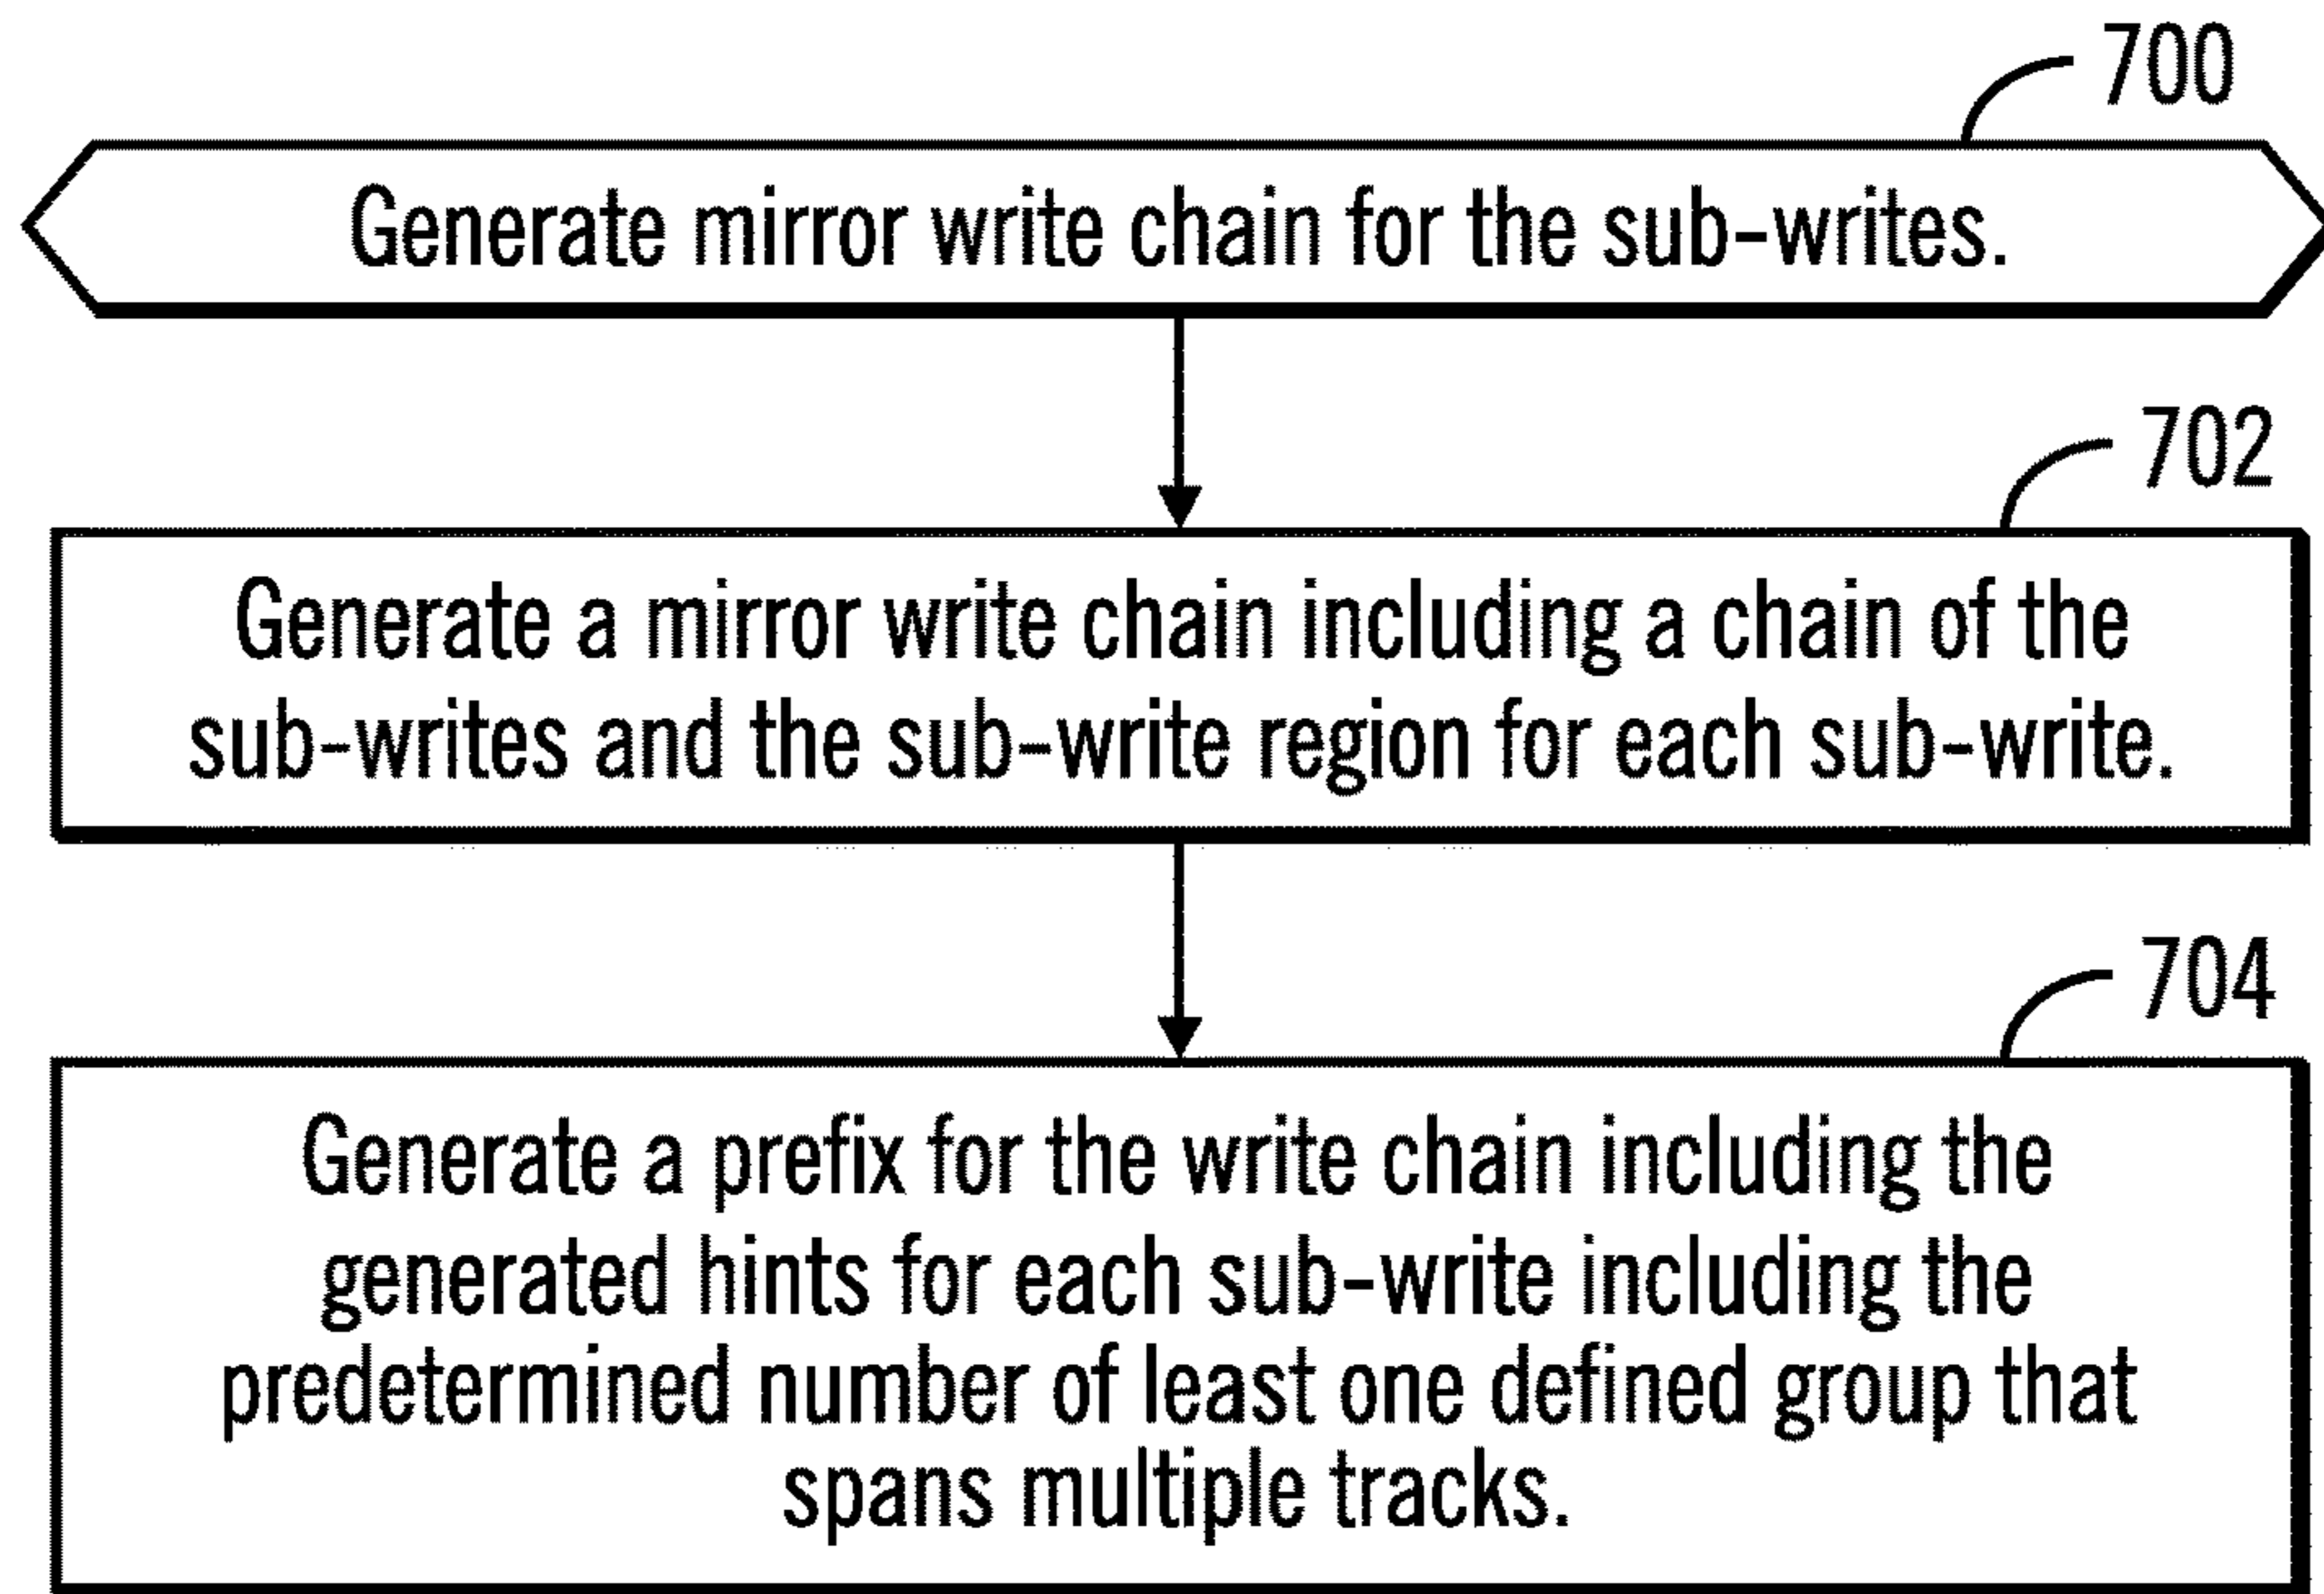 700
Generate mirror write chain for the sub-writes.
702
Generate a mirror write chain including a chain of the
sub-writes and the sub-write region for each sub-write.
704
Generate a prefix for the write chain including the
generated hints for each sub-write including the
predetermined number of least one defined group that
spans multiple tracks.